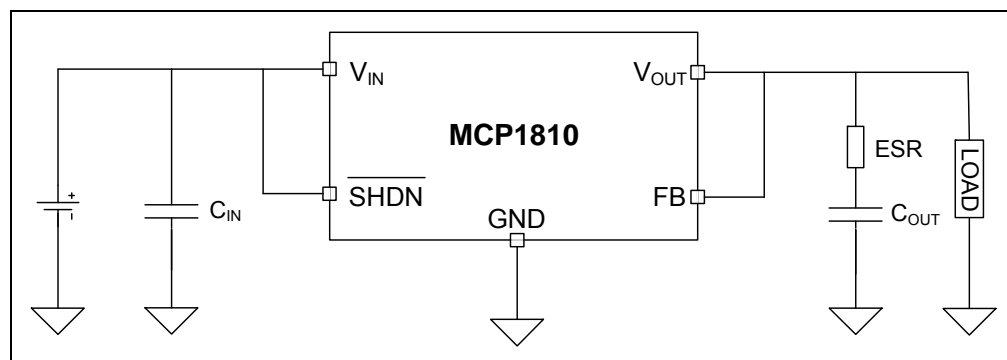 V_IN
V_OUT
MCP1810
SHDN
FB
GND
C_IN
ESR
C_OUT
LOAD
+
-